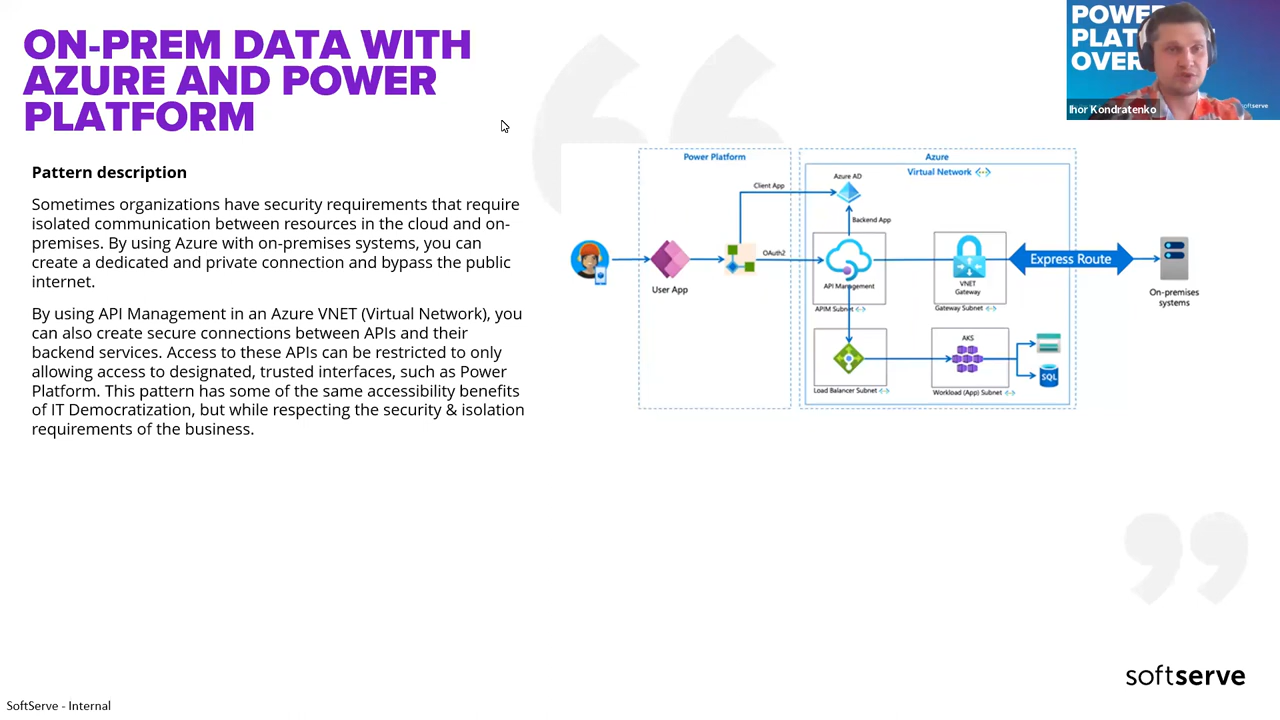 ON-PREM DATA WITH
AZURE AND POWER
PLATFORM
Pattern description
Sometimes organizations have security requirements that require
isolated communication between resources in the cloud and on-
premises. By using Azure with on-premises systems, you can
create a dedicated and private connection and bypass the public
internet.
By using API Management in an Azure VNET (Virtual Network), you
can also create secure connections between APIs and their
backend services. Access to these APIs can be restricted to only
allowing access to designated, trusted interfaces, such as Power
Platform. This pattern has some of the same accessibility benefits
of IT Democratization, but while respecting the security & isolation
requirements of the business.
Power Platform
Azure
Virtual Network
Azure AD
Client App
Backend App
OAuth2
User App
API Management
APIM Subnet
VNET
Gateway
Gateway Subnet
Express Route
On-premises
systems
AKS
SQL
Load Balancer Subnet
Workload (App) Subnet
POWER
PLAT
OVER
Ihor Kondratenko
softserve
softserve
SoftServe - Internal